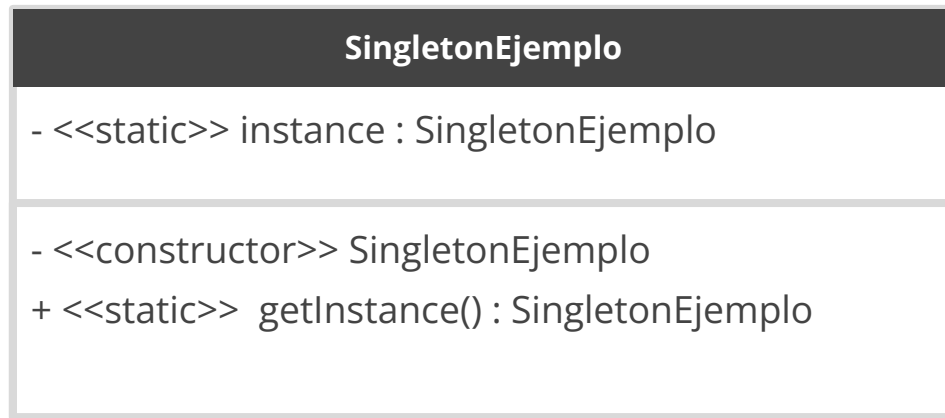 SingletonEjemplo
- <<static>> instance : SingletonEjemplo
- <<constructor>> SingletonEjemplo
+ <<static>>  getInstance() : SingletonEjemplo